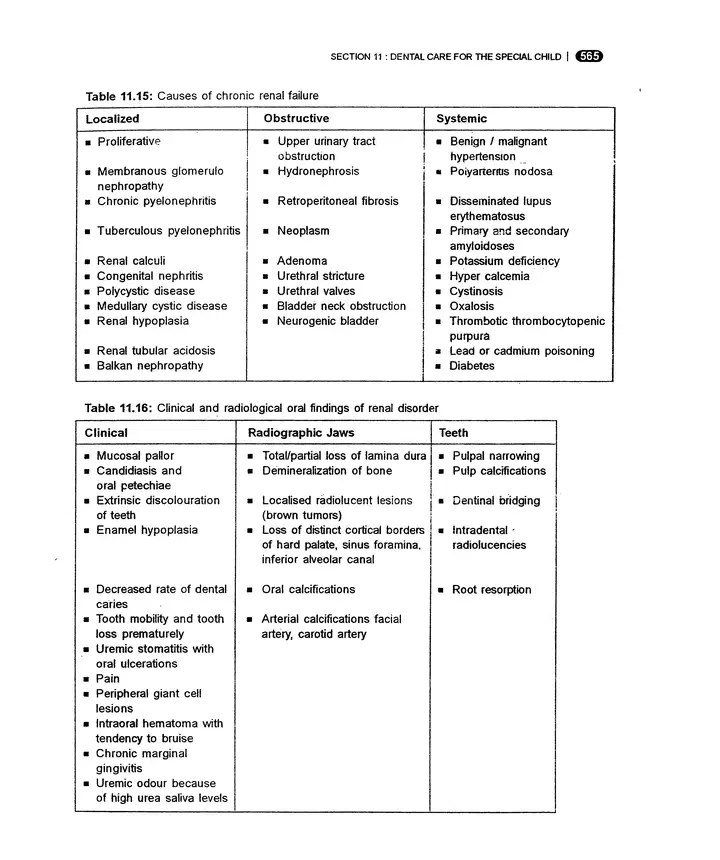 SECTION 11 : DENTAL CARE FOR THE SPECIAL CHILD | 565
Table 11.15: Causes of chronic renal failure
Localized Obstructive Systemic
▪ Proliferative ▪ Upper urinary tract ▪ Benign / malignant
obstruction hypertension
▪ Membranous glomerulo ▪ Hydronephrosis ▪ nodosa
nephropathy
▪ Chronic pyelonephritis ▪ Retroperitoneal fibrosis ▪ Disseminated lupus
erythematosus
▪ Tuberculous pyelonephritis ▪ Neoplasm ▪ Primary and secondary
amyloidoses
▪ Renal calculi ▪ Adenoma ▪ Potassium deficiency
▪ Congenital nephritis ▪ Urethral stricture ▪ Hyper calcemia
▪ Polycystic disease ▪ Urethral valves ▪ Cystinosis
▪ Medullary cystic disease ▪ Bladder neck obstruction ▪ Oxalosis
▪ Renal hypoplasia ▪ Neurogenic bladder ▪ Thrombotic thrombocytopenic
purpura
▪ Renal tubular acidosis ▪ Lead or cadmium poisoning
▪ Balkan nephropathy ▪ Diabetes
Table 11.16: Clinical and radiological oral findings of renal disorder
Clinical Radiographic Jaws Teeth
▪ Mucosal pallor ▪ Total/partial loss of lamina dura ▪ Pulpal narrowing
▪ Candidiasis and ▪ Demineralization of bone ▪ Pulp calcifications
oral petechiae
▪ Extrinsic discolouration ▪ Localised radiolucent lesions ▪ Dentinal bridging
of teeth (brown tumors)
▪ Enamel hypoplasia ▪ Loss of distinct cortical borders ▪ Intradental
of hard palate, sinus foramina, radiolucencies
inferior alveolar canal
▪ Decreased rate of dental ▪ Oral calcifications ▪ Root resorption
caries
▪ Tooth mobility and tooth ▪ Arterial calcifications facial
loss prematurely artery, carotid artery
▪ Uremic stomatitis with
oral ulcerations
▪ Pain
▪ Peripheral giant cell
lesions
▪ Intraoral hematoma with
tendency to bruise
▪ Chronic marginal
gingivitis
▪ Uremic odour because
of high urea saliva levels